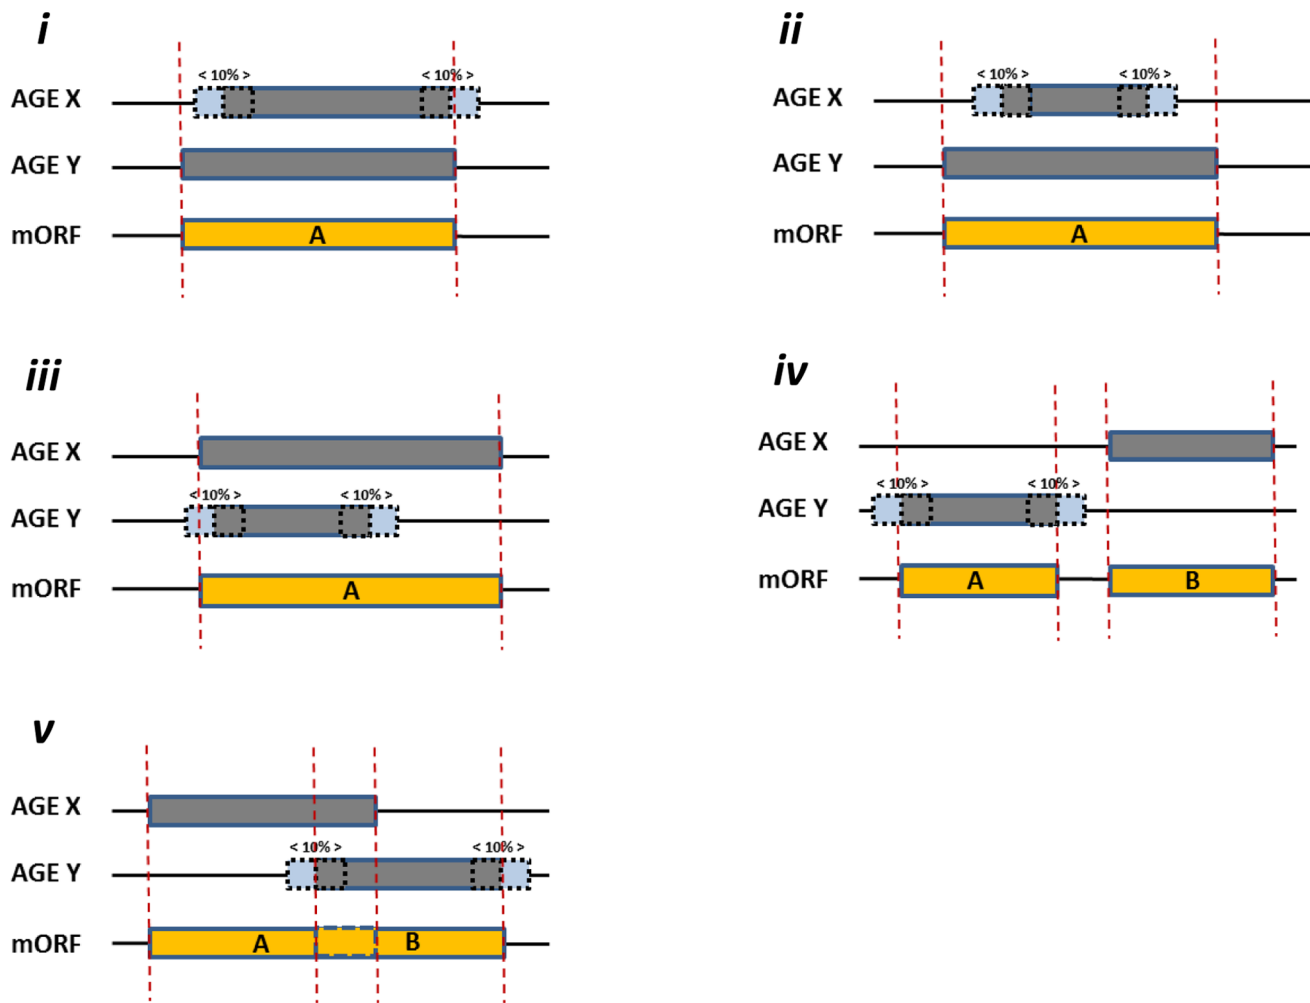 i
< 10% >
< 10% >
AGE X
AGE Y
mORF
A
ii
< 10% >
< 10% >
AGE X
AGE Y
mORF
A
iii
AGE X
< 10% >
< 10% >
AGE Y
mORF
A
iv
AGE X
< 10% >
< 10% >
AGE Y
mORF
A
B
v
AGE X
< 10% >
< 10% >
AGE Y
mORF
A
B